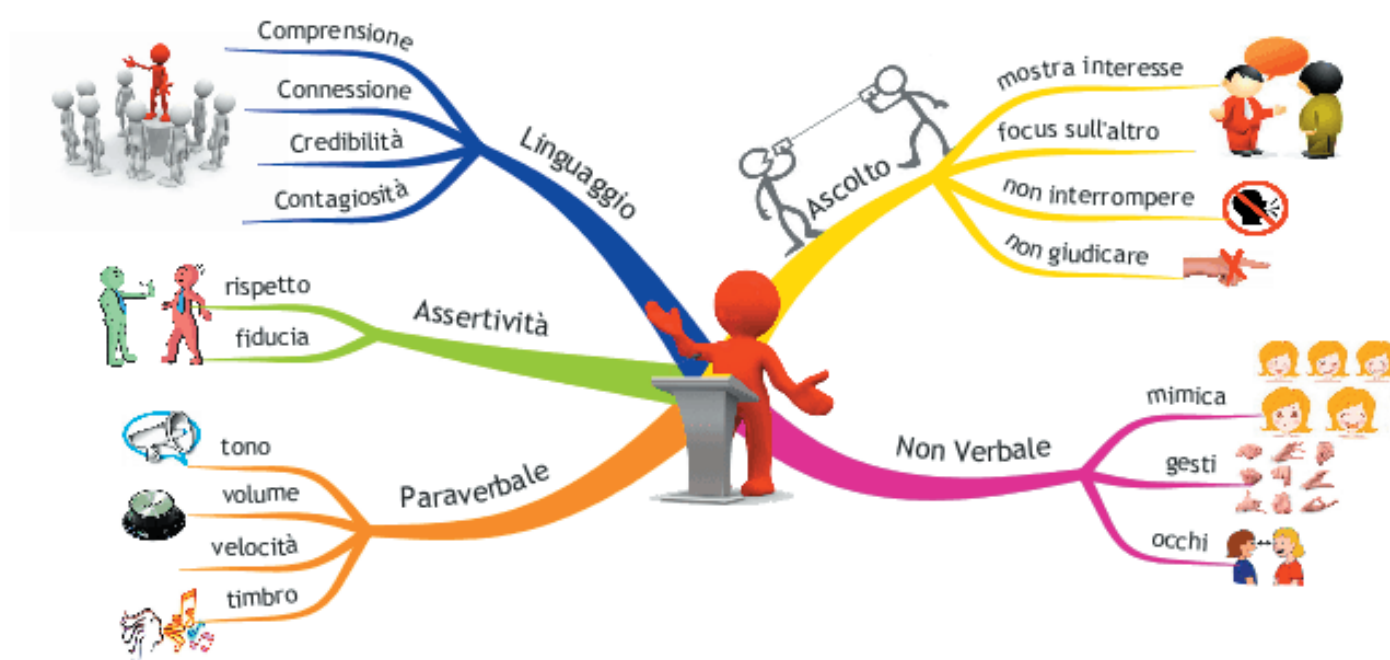 Linguaggio
Comprensione
Connessione
Credibilità
Contagiosità
Assertività
rispetto
fiducia
Paraverbale
tono
volume
velocità
timbro
Ascolto
mostra interesse
focus sull'altro
non interrompere
non giudicare
Non Verbale
mimica
gesti
occhi